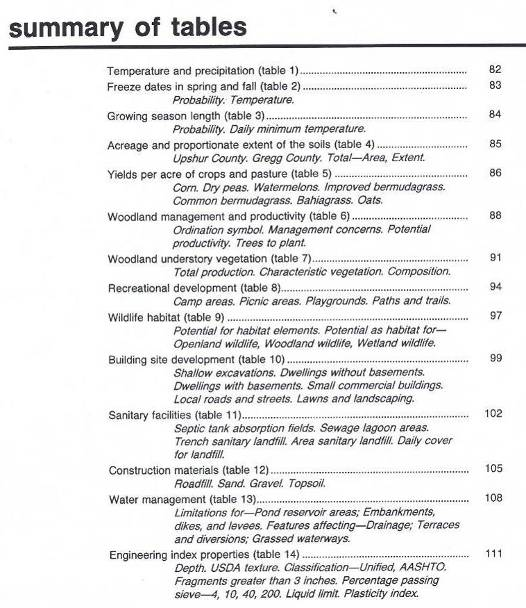 summary of tables
Temperature and precipitation (table 1) 82
Freeze dates in spring and fall (table 2) 83
Probability. Temperature.
Growing season length (table 3) 84
Probability. Daily minimum temperature.
Acreage and proportionate extent of the soils (table 4) 85
Upshur County. Gregg County. Total—Area, Extent.
Yields per acre of crops and pasture (table 5) 86
Corn. Dry peas. Watermelons. Improved bermudagrass.
Common bermudagrass. Bahiagrass. Oats.
Woodland management and productivity (table 6) 88
Ordination symbol. Management concerns. Potential
productivity. Trees to plant.
Woodland understory vegetation (table 7) 91
Total production. Characteristic vegetation. Composition.
Recreational development (table 8) 94
Camp areas. Picnic areas. Playgrounds. Paths and trails.
Wildlife habitat (table 9) 97
Potential for habitat elements. Potential as habitat for—
Openland wildlife, Woodland wildlife, Wetland wildlife.
Building site development (table 10) 99
Shallow excavations. Dwellings without basements.
Dwellings with basements. Small commercial buildings.
Local roads and streets. Lawns and landscaping.
Sanitary facilities (table 11) 102
Septic tank absorption fields. Sewage lagoon areas.
Trench sanitary landfill. Area sanitary landfill. Daily cover
for landfill.
Construction materials (table 12) 105
Roadfill. Sand. Gravel. Topsoil.
Water management (table 13) 108
Limitations for—Pond reservoir areas; Embankments,
dikes, and levees. Features affecting—Drainage; Terraces
and diversions; Grassed waterways.
Engineering index properties (table 14) 111
Depth. USDA texture. Classification—Unified, AASHTO.
Fragments greater than 3 inches. Percentage passing
sieve—4, 10, 40, 200. Liquid limit. Plasticity index.